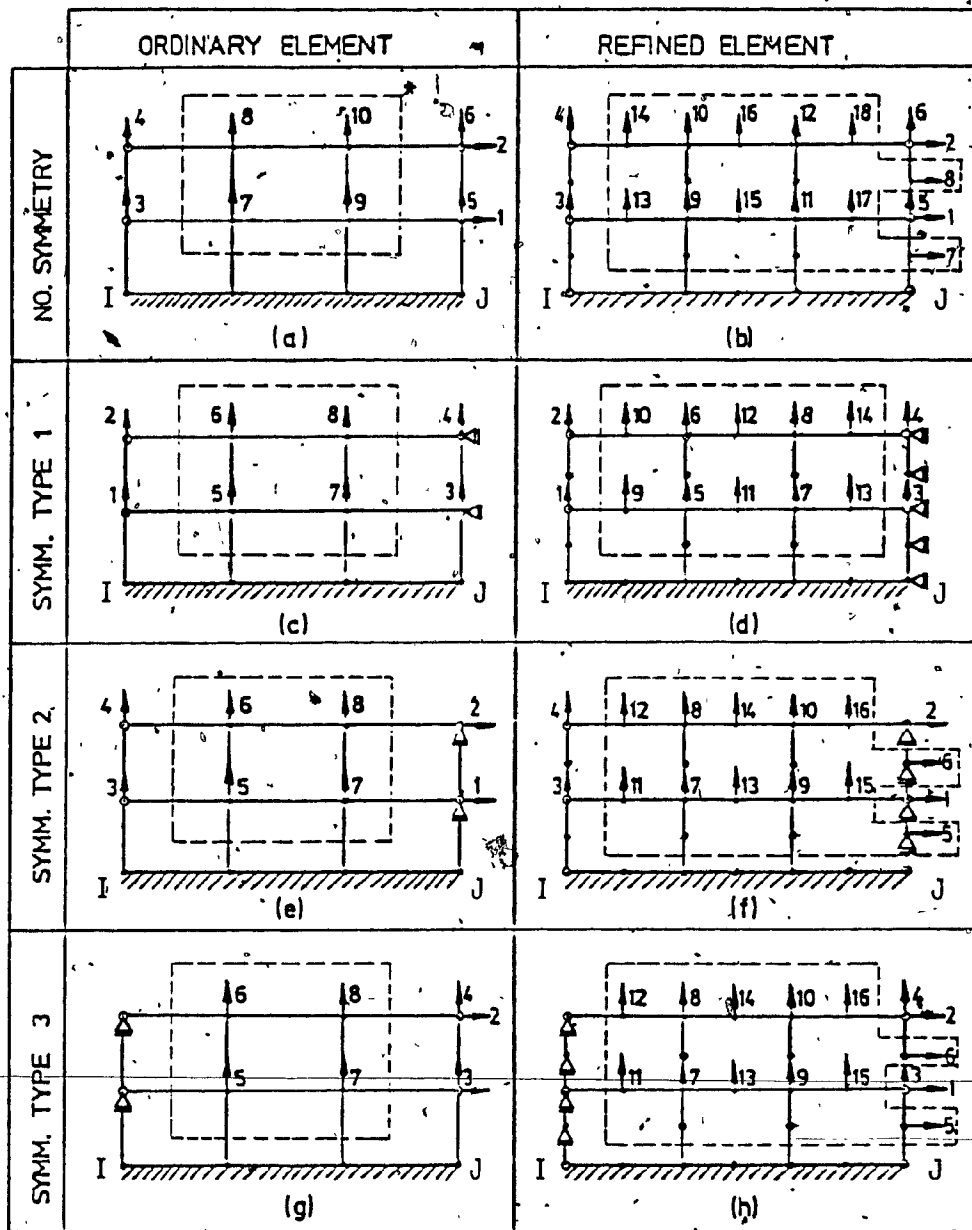 ORDINARY ELEMENT
REFINED ELEMENT
NO. SYMMETRY
4 8 10 6
2
3 7 9 5
1
I J
(a)
4 14 10 16 12 18 6
2
8
3 13 9 15 11 17 5
1
7
I J
(b)
SYMM. TYPE 1
2 6 8 4
1 5 7 3
I J
(c)
2 10 6 12 8 14 4
1 9 5 11 7 13 3
I J
(d)
SYMM. TYPE 2
4 6 8 2
3 5 7 1
I J
(e)
4 12 8 14 10 16 2
6
3 11 7 13 9 15 1
5
I J
(f)
SYMM. TYPE 3
6 8 4
2
5 7 3
I J
(g)
12 8 14 10 16 4
2
6
11 7 13 9 15 3
1
5
I J
(h)